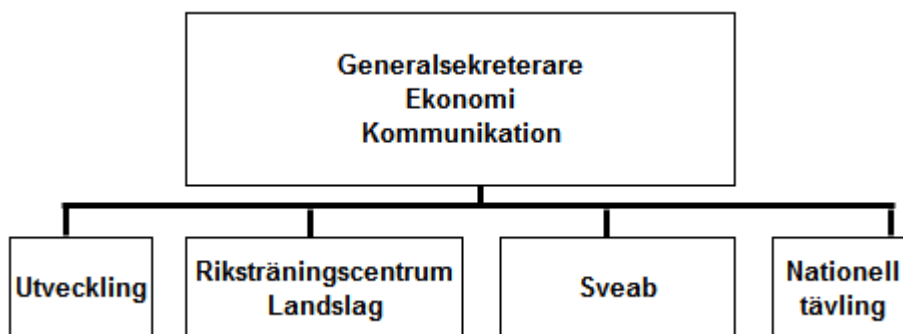 Generalsekreterare
Ekonomi
Kommunikation
Utveckling
Riksträningscentrum
Landslag
Sveab
Nationell
tävling